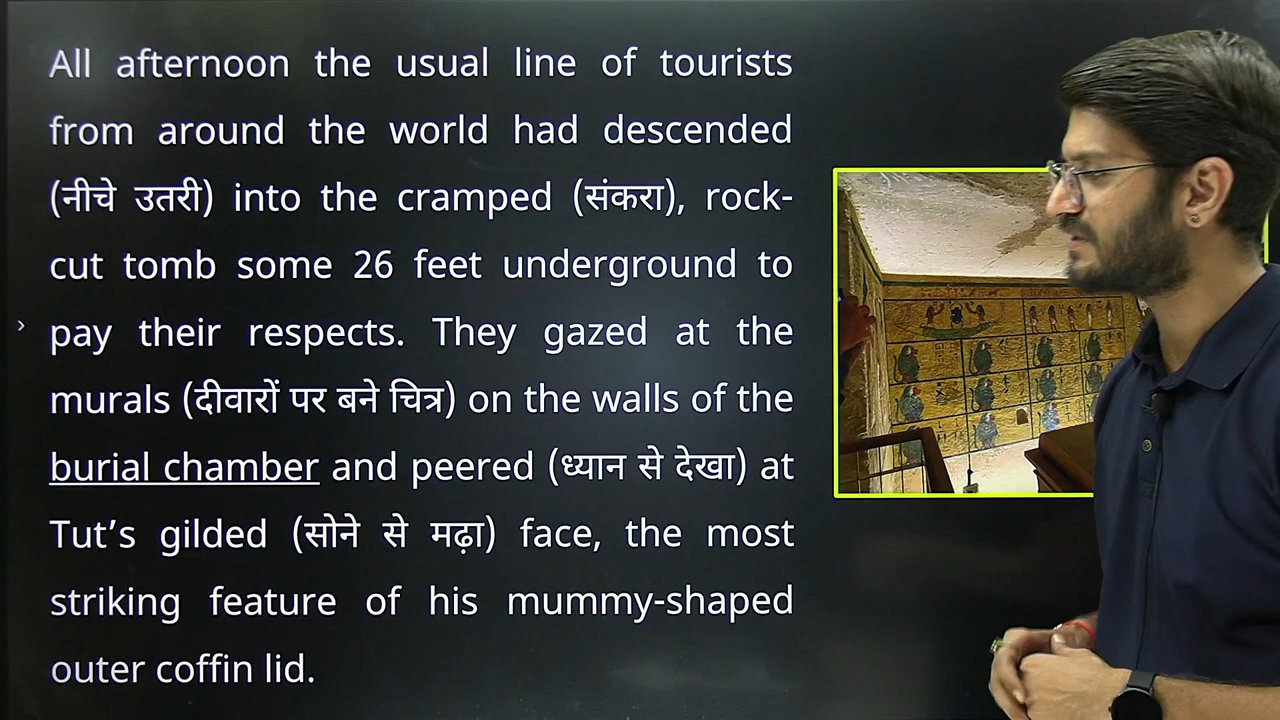 All afternoon the usual line of tourists
from around the world had descended
(नीचे उतरी) into the cramped (संकरा), rock-
cut tomb some 26 feet underground to
pay their respects. They gazed at the
murals (दीवारों पर बने चित्र) on the walls of the
burial chamber and peered (ध्यान से देखा) at
Tut’s gilded (सोने से मढ़ा) face, the most
striking feature of his mummy-shaped
outer coffin lid.